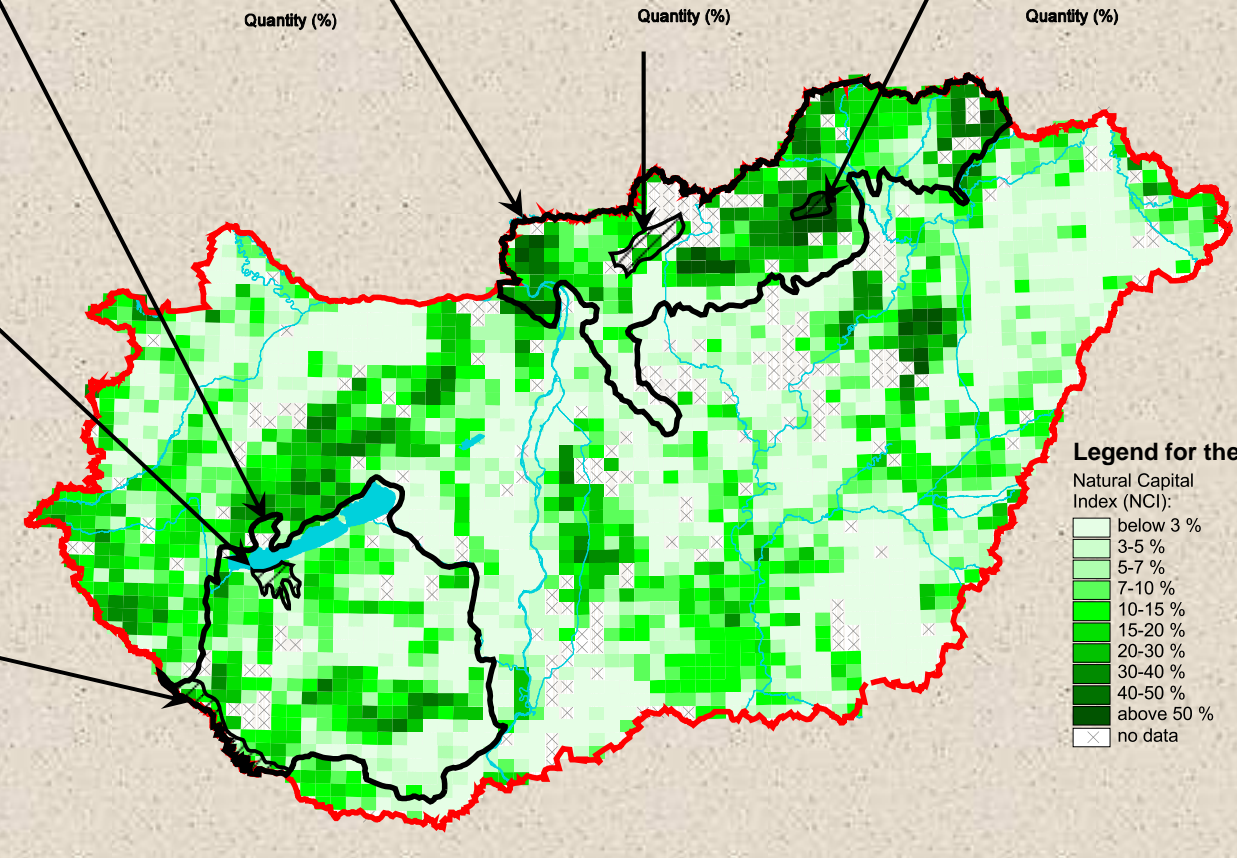 Quantity (%)
Quantity (%)
Quantity (%)
Legend for the
Natural Capital
Index (NCI):
below 3 %
3-5 %
5-7 %
7-10 %
10-15 %
15-20 %
20-30 %
30-40 %
40-50 %
above 50 %
no data